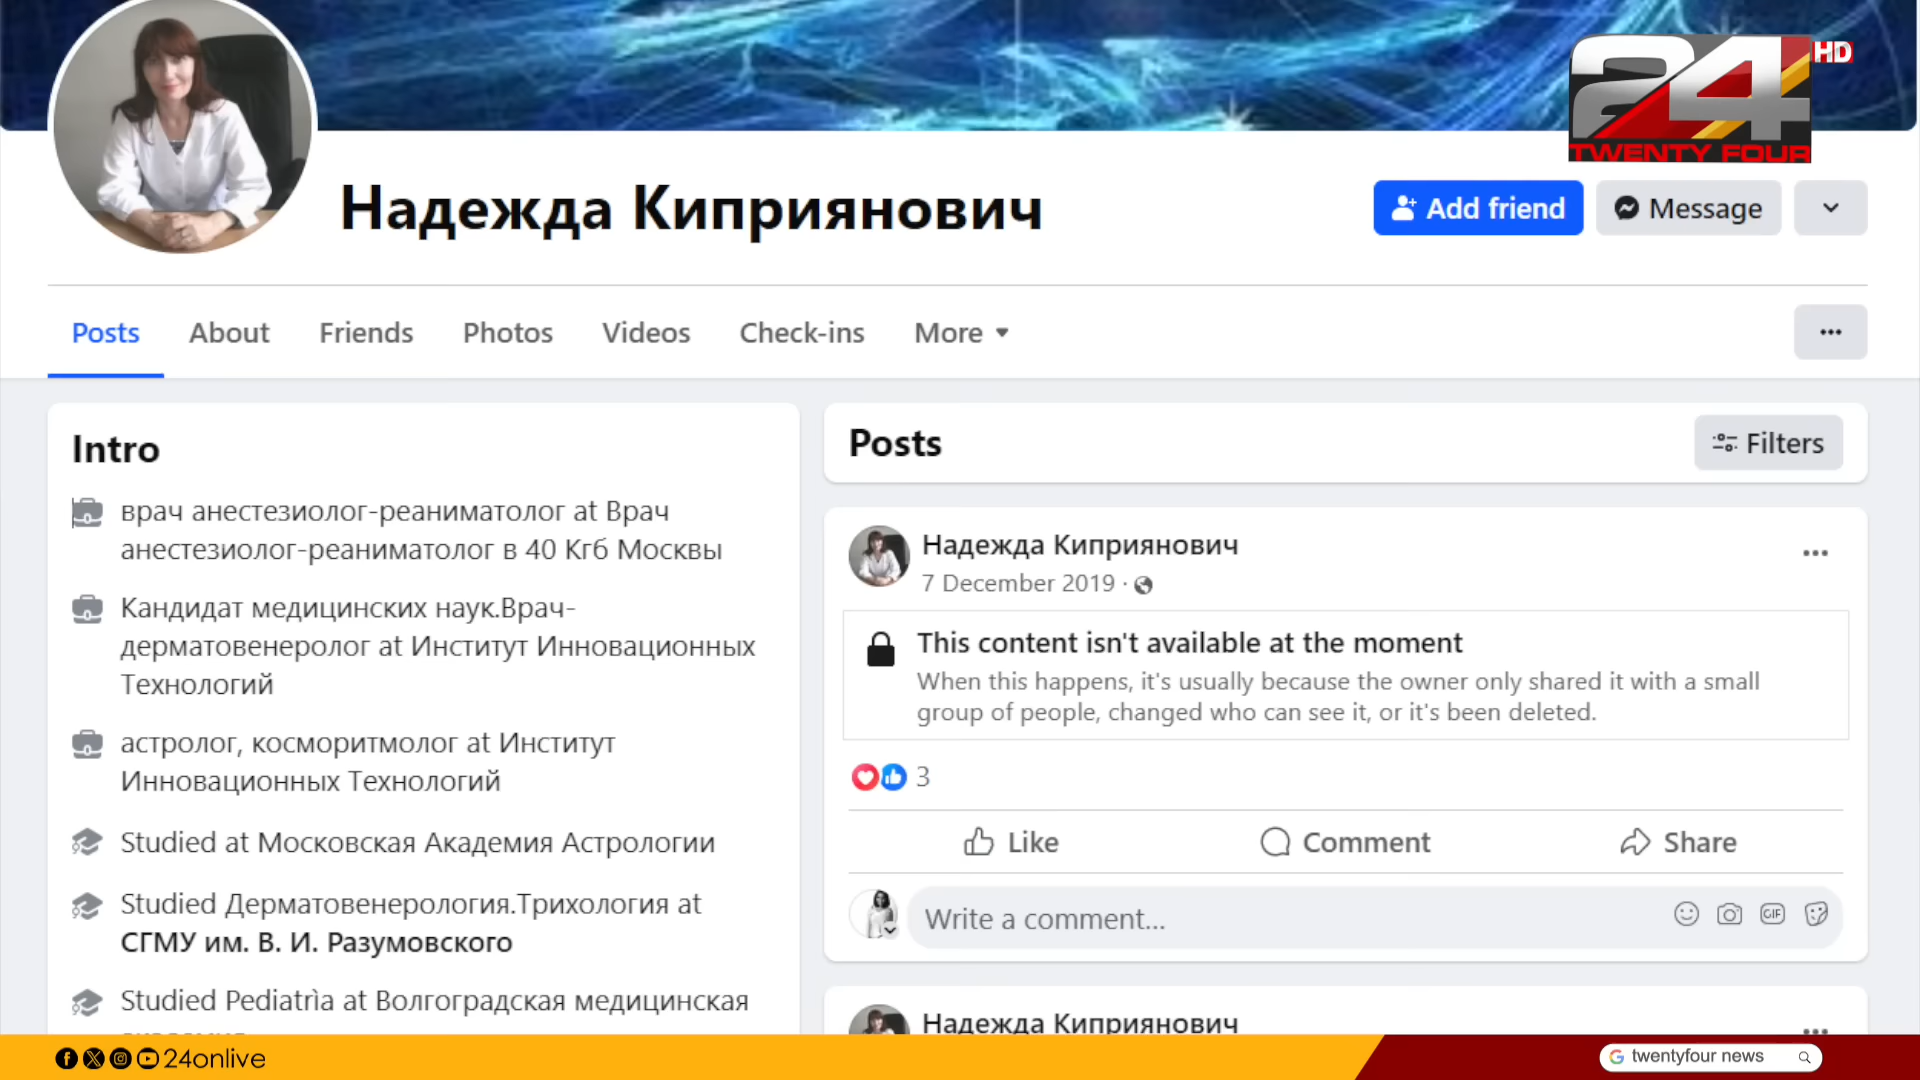 24
HD
TWENTY FOUR
Надежда Киприянович
Add friend
Message
Posts
About
Friends
Photos
Videos
Check-ins
More
Intro
врач анестезиолог-реаниматолог at Врач
анестезиолог-реаниматолог в 40 Кгб Москвы
Кандидат медицинских наук.Врач-
дерматовенеролог at Институт Инновационных
Технологий
астролог, косморитмолог at Институт
Инновационных Технологий
Studied at Московская Академия Астрологии
Studied Дерматовенерология.Трихология at
СГМУ им. В. И. Разумовского
Studied Pediatrìa at Волгоградская медицинская
Posts
Filters
Надежда Киприянович
7 December 2019 ·
This content isn't available at the moment
When this happens, it's usually because the owner only shared it with a small
group of people, changed who can see it, or it's been deleted.
3
Like
Comment
Share
Write a comment...
GIF
Надежда Киприянович
24onlive
twentyfour news